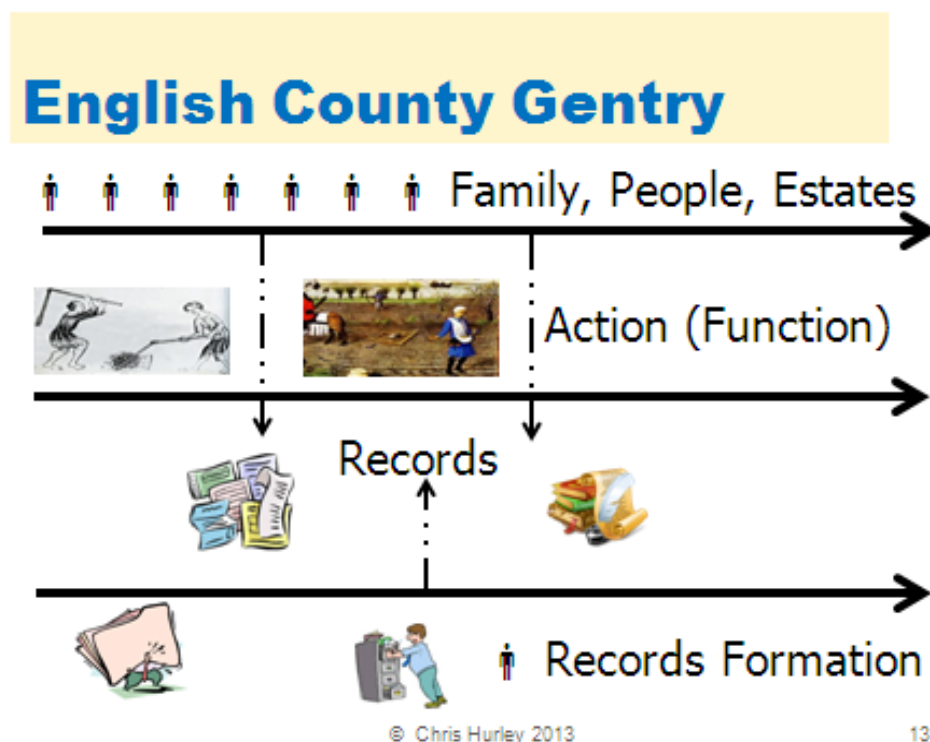 English County Gentry
Family, People, Estates
Action (Function)
Records
Records Formation
© Chris Hurley 2013
13